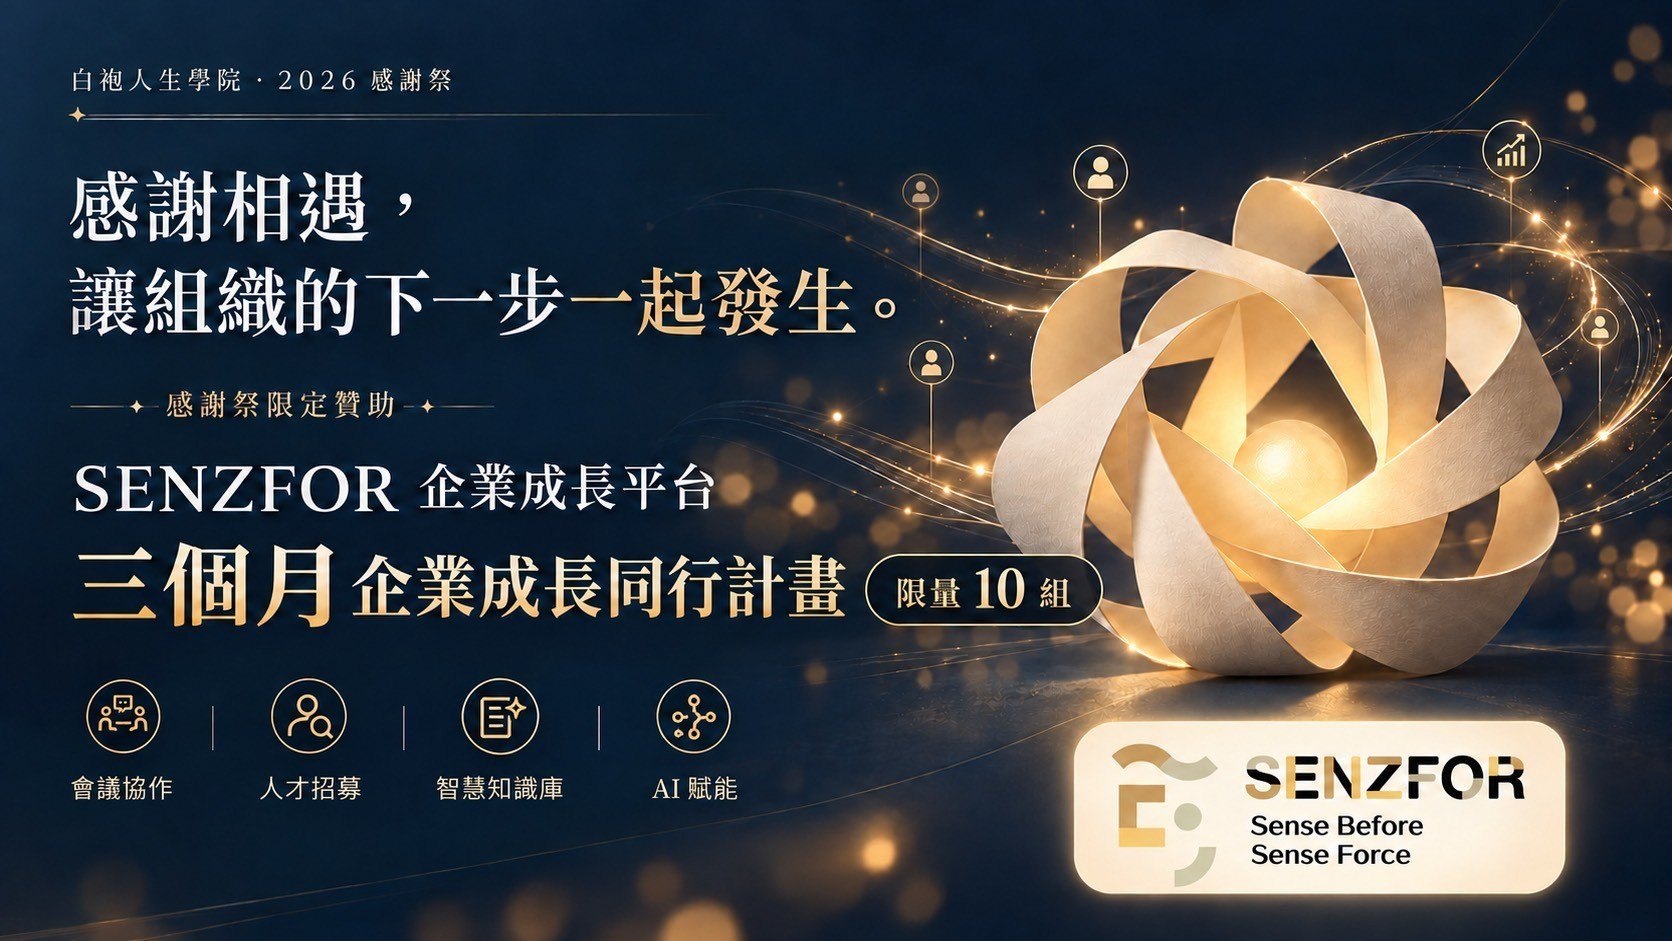 白袍人生學院 · 2026 感謝祭
感謝相遇，
讓組織的下一步一起發生。
感謝祭限定贊助
SENZFOR 企業成長平台
三個月企業成長同行計畫
限量 10 組
會議協作
人才招募
智慧知識庫
AI 賦能
SENZFOR
Sense Before
Sense Force